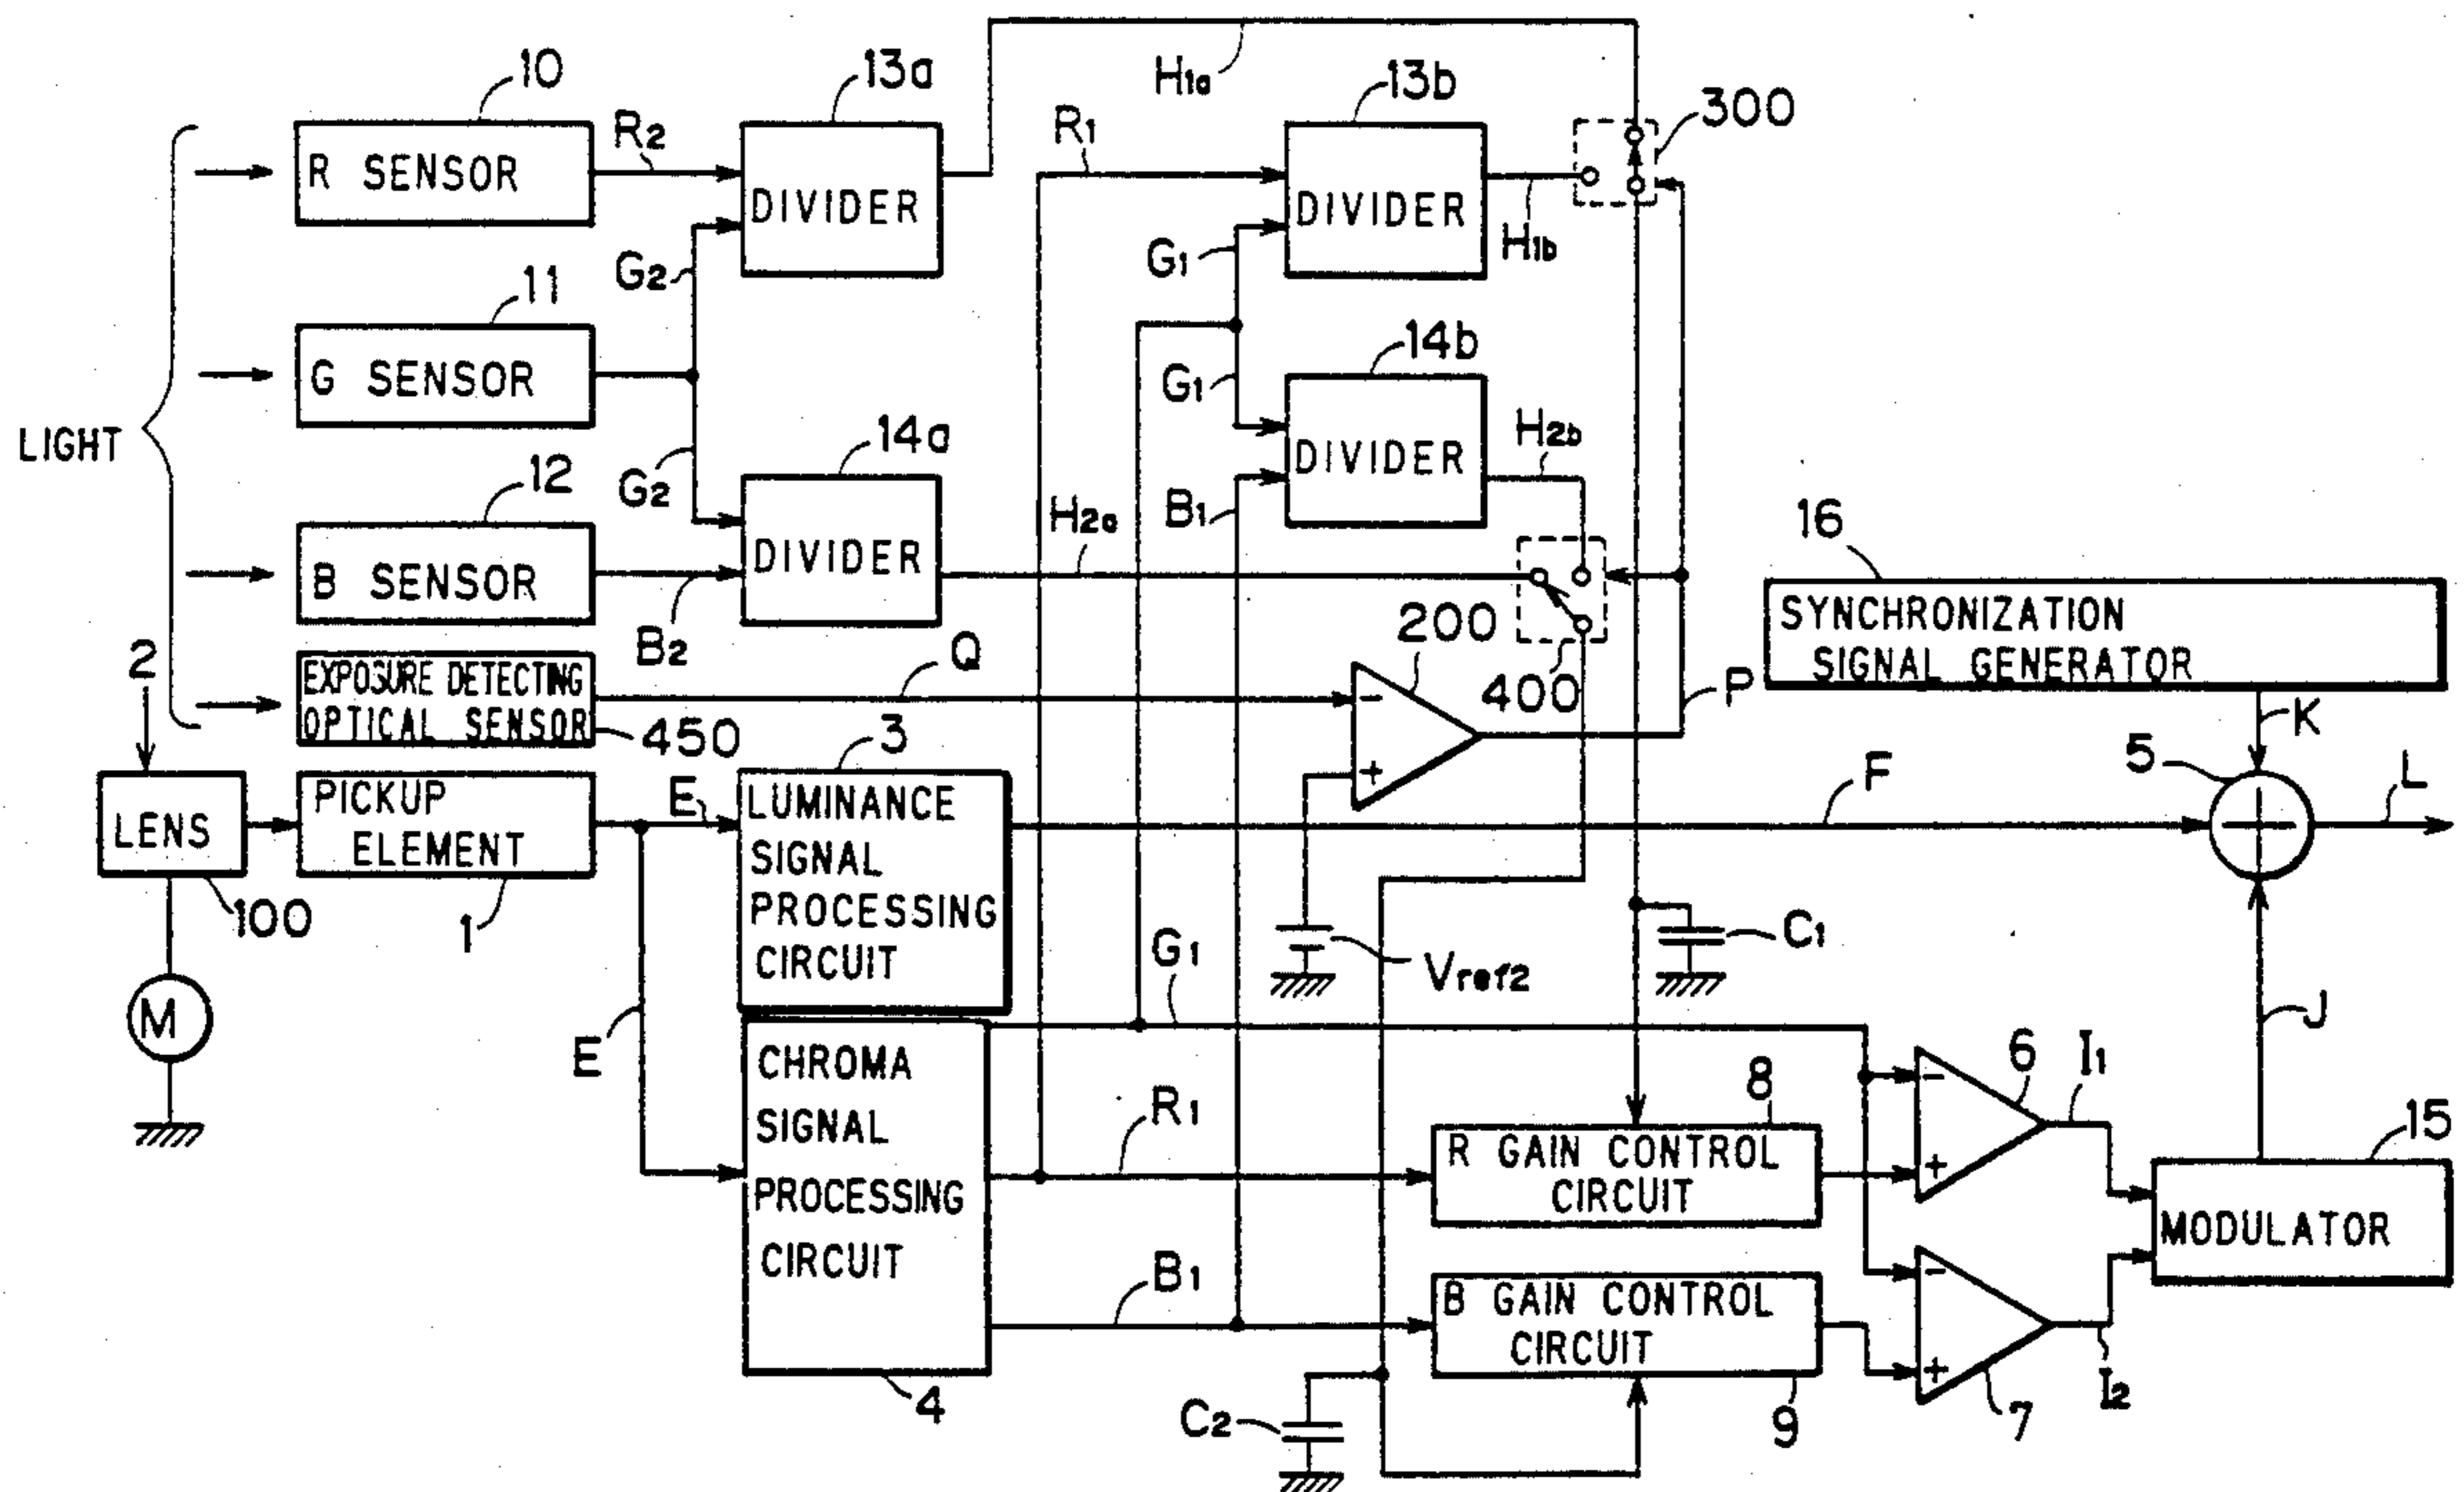 10
R SENSOR
R2
13a
DIVIDER
H1a
R1
13b
DIVIDER
H1b
300
G2
11
G SENSOR
G1
G1
14b
DIVIDER
H2b
LIGHT
G2
12
B SENSOR
B2
14a
DIVIDER
H2a
B1
400
200
-
+
P
16
SYNCHRONIZATION
SIGNAL GENERATOR
K
2
EXPOSURE DETECTING
OPTICAL SENSOR
450
Q
LENS
100
M
PICKUP
ELEMENT
1
E
E
3
LUMINANCE
SIGNAL
PROCESSING
CIRCUIT
F
5
L
Vref2
C1
G1
CHROMA
SIGNAL
PROCESSING
CIRCUIT
4
R1
B1
8
R GAIN CONTROL
CIRCUIT
B GAIN CONTROL
CIRCUIT
9
C2
-
+
6
I1
-
+
7
I2
J
15
MODULATOR